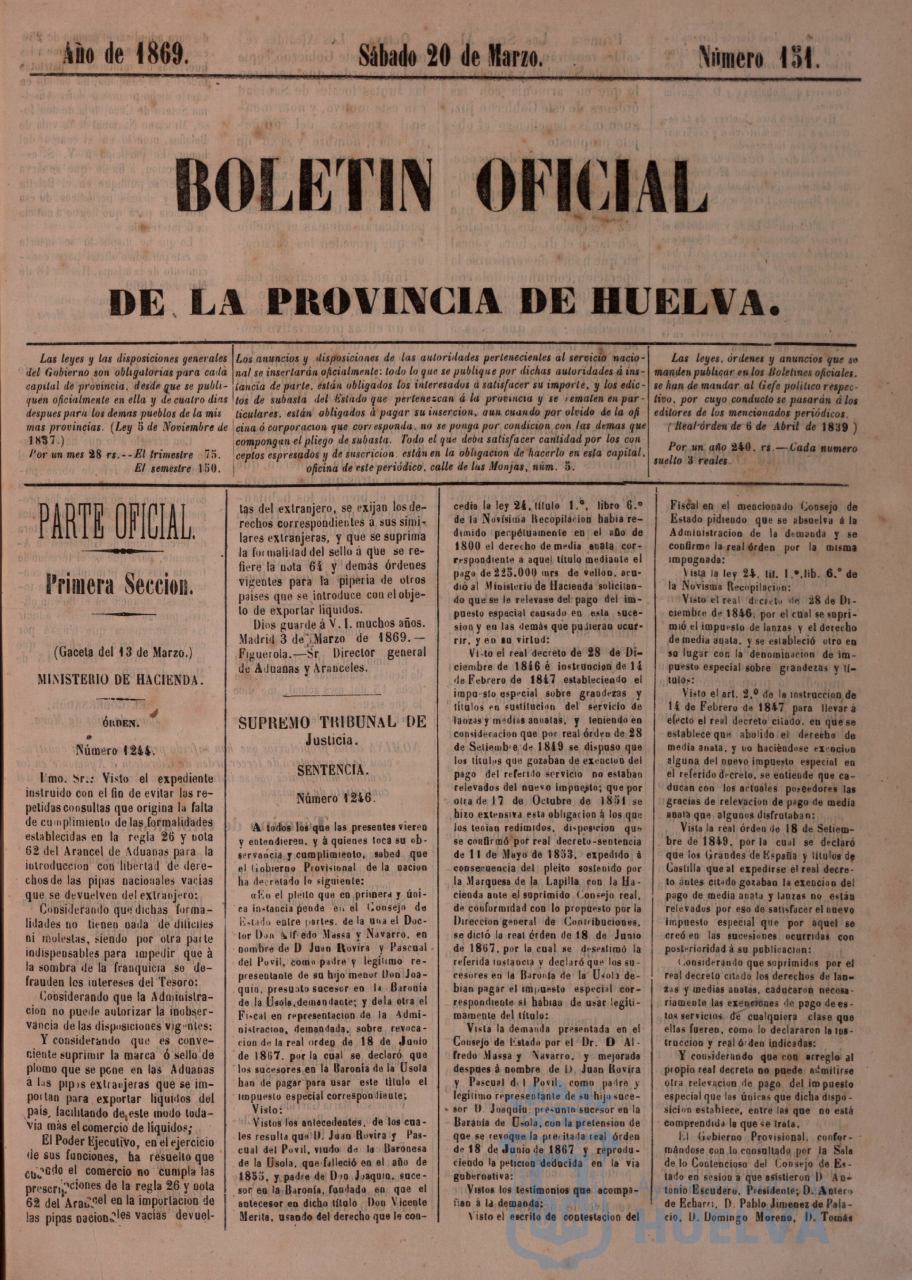 Año de 1869.
Sábado 20 de Marzo.
Número 151.
BOLETIN OFICIAL
DE LA PROVINCIA DE HUELVA.
Las leyes y las disposiciones generales
del Gobierno son obligatorias para cada
capital de provincia, desde que se publi-
quen oficialmente en ella y de cuatro dias
despues para los demas pueblos de la mis
mas provincias. (Ley 5 de Noviembre de
1837.)
Por un mes 28 rs.--El trimestre 75.
El semestre 150.
Los anuncios y disposiciones de las autoridades pertenecientes al servicio nacio-
nal se insertarán oficialmente: todo lo que se publique por dichas autoridades á ins-
tancia de parte, están obligados los interesados á satisfacer su importe, y los edic-
tos de subasta del Estado que pertenezcan á la provincia y se rematen en par-
ticulares, están obligados à pagar su insercion, aun cuando por olvido de la ofi
cina ó corporacion que corresponda, no se ponga por condicion con las demas que
compongan el pliego de subasta. Todo el que deba satisfacer cantidad por los con
ceptos espresados y de suscricion, están en la obligacion de hacerlo en esta capital,
oficina de este periódico, calle de las Monjas, núm. 5.
Las leyes, órdenes y anuncios que se
manden publicar en los Boletines oficiales,
se han de mandar al Gefe político respec-
tivo, por cuyo conducto se pasarán á los
editores de los mencionados periódicos.
(Real órden de 6 de Abril de 1839)
Por un año 240. rs.—Cada numero
suelto 3 reales.
PARTE OFICIAL.
Primera Seccion.
(Gaceta del 13 de Marzo.)
MINISTERIO DE HACIENDA.
ÓRDEN.
Número 1244.
Ilmo. Sr.: Visto el expediente
instruido con el fin de evitar las re-
petidas consultas que origina la falta
de cumplimiento de las formalidades
establecidas en la regla 26 y nota
62 del Arancel de Aduanas para la
introduccion con libertad de dere-
chos de las pipas nacionales vacias
que se devuelven del extranjero:
Considerando que dichas forma-
lidades no tienen nada de difíciles
ni molestas, siendo por otra parte
indispensables para impedir que à
la sombra de la franquicia se de-
frauden los intereses del Tesoro:
Considerando que la Administra-
cion no puede autorizar la inobser-
vancia de las disposiciones vigentes:
Y considerando que es conve-
niente suprimir la marca ó sello de
plomo que se pone en las Aduanas
á las pipas extranjeras que se im-
portan para exportar líquidos del
país, facilitando de este modo toda-
vía más el comercio de líquidos;
El Poder Ejecutivo, en el ejercicio
de sus funciones, ha resuelto que
cuando el comercio no cumpla las
prescripciones de la regla 26 y nota
62 del Arancel en la importacion de
las pipas nacionales vacias devuel-
tas del extranjero, se exijan los de-
rechos correspondientes á sus simi-
lares extranjeras, y que se suprima
la formalidad del sello á que se re-
fiere la nota 64 y demás órdenes
vigentes para la pipería de otros
paises que se introduce con el obje-
to de exportar líquidos.
Dios guarde á V. I. muchos años.
Madrid 3 de Marzo de 1869.—
Figuerola.—Sr. Director general
de Aduanas y Aranceles.
SUPREMO TRIBUNAL DE
Justicia.
SENTENCIA.
Número 1246.
A todos los que las presentes vieren
y entendieren, y á quienes toca su ob-
servancia y cumplimiento, sabed que
el Gobierno Provisional de la nacion
ha decretado lo siguiente:
«En el pleito que en primera y úni-
ca instancia pende en el Consejo de
Estado entre partes, de la una el Doc-
tor Don Alfredo Massa y Navarro, en
nombre de D Juan Rovira y Pascual
del Povil, como padre y legítimo re-
presentante de su hijo menor Don Joa-
quin, presunto sucesor en la Baronía
de la Üsola, demandante; y de la otra el
Fiscal en representacion de la Admi-
nistracion, demandada, sobre revoca-
cion de la real órden de 18 de Junio
de 1867, por la cual se declaró que
los sucesores en la Baronía de la Üsola
han de pagar para usar este título el
impuesto especial correspondiente;
Visto:
Vistos los antecedentes, de los cua-
les resulta que D. Juan Rovira y Pas-
cual del Povil, viudo de la Baronesa
de la Üsola, que falleció en el año de
1855, y padre de Don Joaquin, suce-
sor en la Baronía, fundado en que el
antecesor en dicho título Don Vicente
Merita, usando del derecho que le con-
cedia la ley 24, título 1.º, libro 6.º
de la Novísima Recopilacion habia re-
dimido perpétuamente en el año de
1800 el derecho de media anata, cor-
respondiente á aquel título mediante el
pago de 225.000 mrs de vellon, acu-
dió al Ministerio de Hacienda solicitan-
do que se le relevase del pago del im-
puesto especial causado en esta suce-
sion y en las demás que pudieran ocur-
rir, y en su virtud:
Visto el real decreto de 28 de Di-
ciembre de 1846 é instruccion de 14
de Febrero de 1847 estableciendo el
impuesto especial sobre grandezas y
títulos en sustitucion del servicio de
lanzas y medias anatas, y teniendo en
consideracion que por real órden de 28
de Setiembre de 1849 se dispuso que
los títulos que gozaban de exencion del
pago del referido servicio no estaban
relevados del nuevo impuesto; que por
otra de 17 de Octubre de 1851 se
hizo extensiva esta obligacion à los que
los tenian redimidos, disposicion que
se confirmó por real decreto-sentencia
de 11 de Mayo de 1853, expedido á
consecuencia del pleito sostenido por
la Marquesa de la Lapilla con la Ha-
cienda ante el suprimido Consejo real,
de conformidad con lo propuesto por la
Direccion general de Contribuciones,
se dictó la real órden de 18 de Junio
de 1867, por la cual se desestimó la
referida instancia y declaró que los su-
cesores en la Baronía de la Üsola de-
bian pagar el impuesto especial cor-
respondiente si habian de usar legíti-
mamente del título:
Vista la demanda presentada en el
Consejo de Estado por el Dr. D Al-
fredo Massa y Navarro, y mejorada
despues á nombre de D Juan Rovira
y Pascual del Povil, como padre y
legítimo representante de su hijo suce-
sor D. Joaquin, presunto sucesor en la
Baranía de Üsola, con la pretension de
que se revoque la precitada real órden
de 18 de Junio de 1867 y reprodu-
ciendo la peticion deducida en la via
gubernativa:
Vistos los testimonios que acompa-
ñan á la demanda:
Visto el escrito de contestacion del
Fiscal en el mencionado Consejo de
Estado pidiendo que se absuelva á la
Administracion de la demanda y se
confirme la real órden por la misma
impugnada:
Vista la ley 24, tit. 1.º, lib. 6.º de
la Novisma Recopilacion:
Visto el real decreto de 28 de Di-
ciembre de 1846, por el cual se supri-
mió el impuesto de lanzas y el derecho
de media anata, y se estableció otro en
su lugar con la denominacion de im-
puesto especial sobre grandezas y tí-
tulos:
Visto el art. 2.º de la instruccion de
14 de Febrero de 1847 para llevar á
efecto el real decreto citado, en que se
establece que abolido el derecho de
media anata, y no haciéndose exencion
alguna del nuevo impuesto especial en
el referido decreto, se entiende que ca-
ducan con los actuales poseedores las
gracias de relevacion de pago de media
anata que algunos disfrutaban:
Vista la real órden de 18 de Setiem-
bre de 1849, por la cual se declaró
que los Grandes de España y títulos de
Castilla que al expedirse el real decre-
to ántes citado gozaban la exencion del
pago de media anata y lanzas no están
relevados por eso de satisfacer el nuevo
impuesto especial que por aquel se
creó en las sucesiones ocurridas con
posterioridad à su publicacion:
Considerando que suprimidos por el
real decreto citado los derechos de lan-
zas y medias anatas, caducaron necesa-
riamente las exenciones de pago de es-
tos servicios de cualquiera clase que
ellas fueren, como lo declararon la ins-
truccion y real órden indicadas:
Y considerando que con arreglo al
propio real decreto no puede admitirse
otra relevacion de pago del impuesto
especial que las únicas que dicha dispo-
sicion establece, entre las que no está
comprendida la que se trata.
El Gobierno Provisional, confor-
mándose con lo consultado por la Sala
de lo Contencioso del Consejo de Es-
tado en sesion a que asistieron D An-
tonio Escudero, Presidente; D. Antero
de Echarri, D. Pablo Jimenez de Pala-
cio, D. Domingo Moreno, D. Tomás
HUELVA